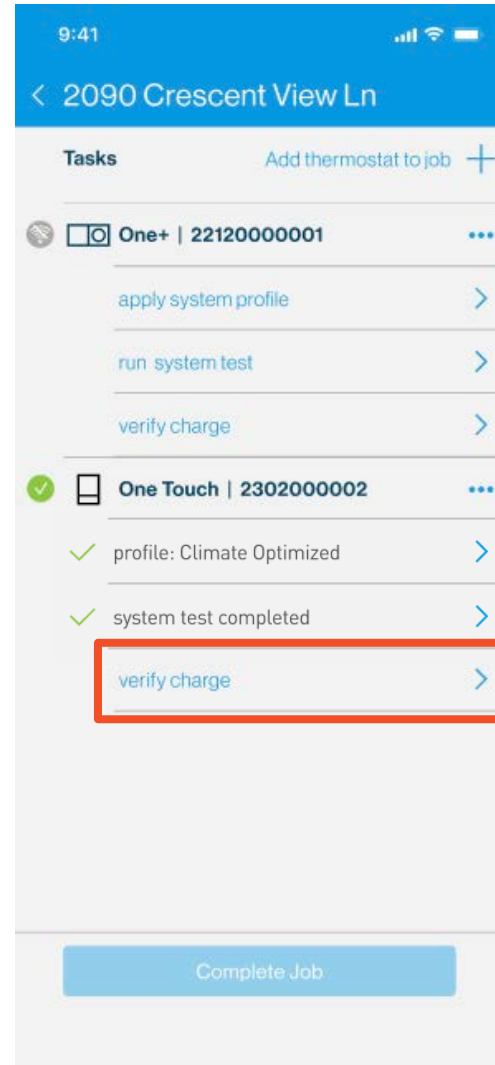 9:41
2090 Crescent View Ln
Tasks Add thermostat to job
One+ | 22120000001
apply system profile
run system test
verify charge
One Touch | 2302000002
profile: Climate Optimized
system test completed
verify charge
Complete Job